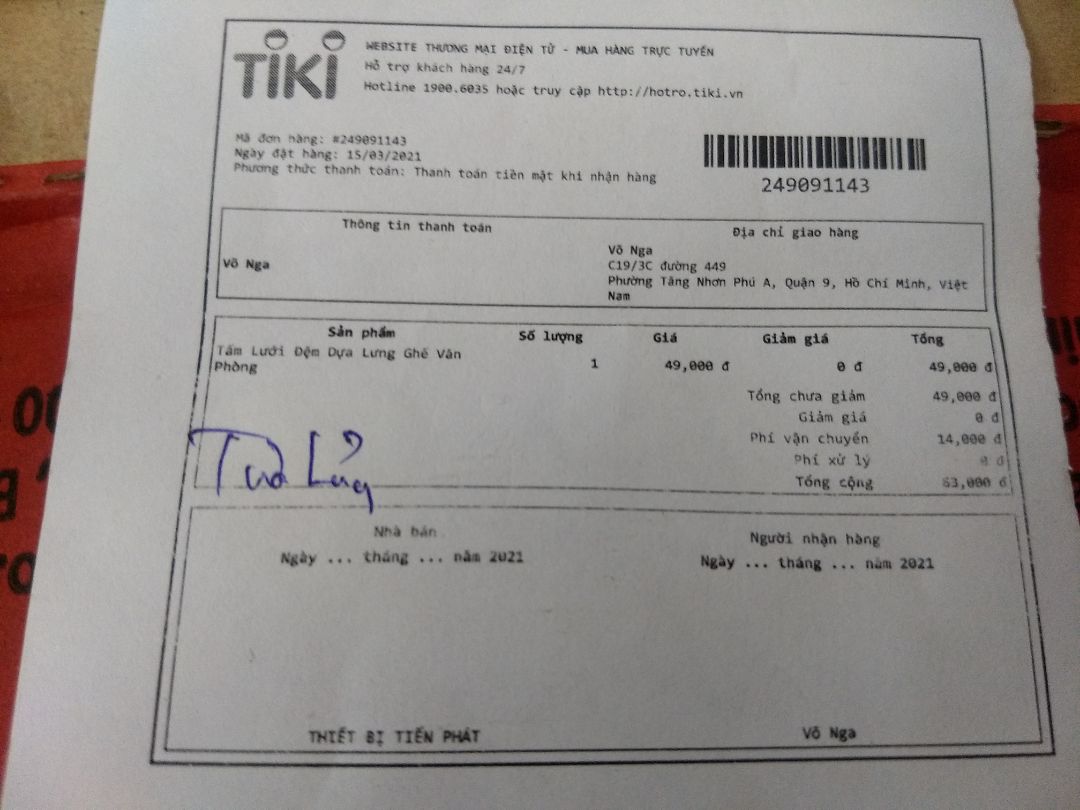 TIKI
WEBSITE THƯƠNG MẠI ĐIỆN TỬ - MUA HÀNG TRỰC TUYẾN
Hỗ trợ khách hàng 24/7
Hotline 1900.6035 hoặc truy cập http://hotro.tiki.vn
Mã đơn hàng: #249091143
Ngày đặt hàng: 15/03/2021
Phương thức thanh toán: Thanh toán tiền mặt khi nhận hàng
249091143
Thông tin thanh toán
Võ Nga
Địa chỉ giao hàng
Võ Nga
C19/3C đường 449
Phường Tăng Nhơn Phú A, Quận 9, Hồ Chí Minh, Việt
Nam
Sản phẩm Số lượng Giá Giảm giá Tổng
Tấm Lưới Đệm Dựa Lưng Ghế Văn
Phòng 1 49,000 đ 0 đ 49,000 đ
Tổng chưa giảm 49,000 đ
Giảm giá 0 đ
Phí vận chuyển 14,000 đ
Phí xử lý 0 đ
Tổng cộng 63,000 đ
Tựa Lưng
Nhà bán
Ngày ... tháng ... năm 2021
THIẾT BỊ TIẾN PHÁT
Người nhận hàng
Ngày ... tháng ... năm 2021
Võ Nga